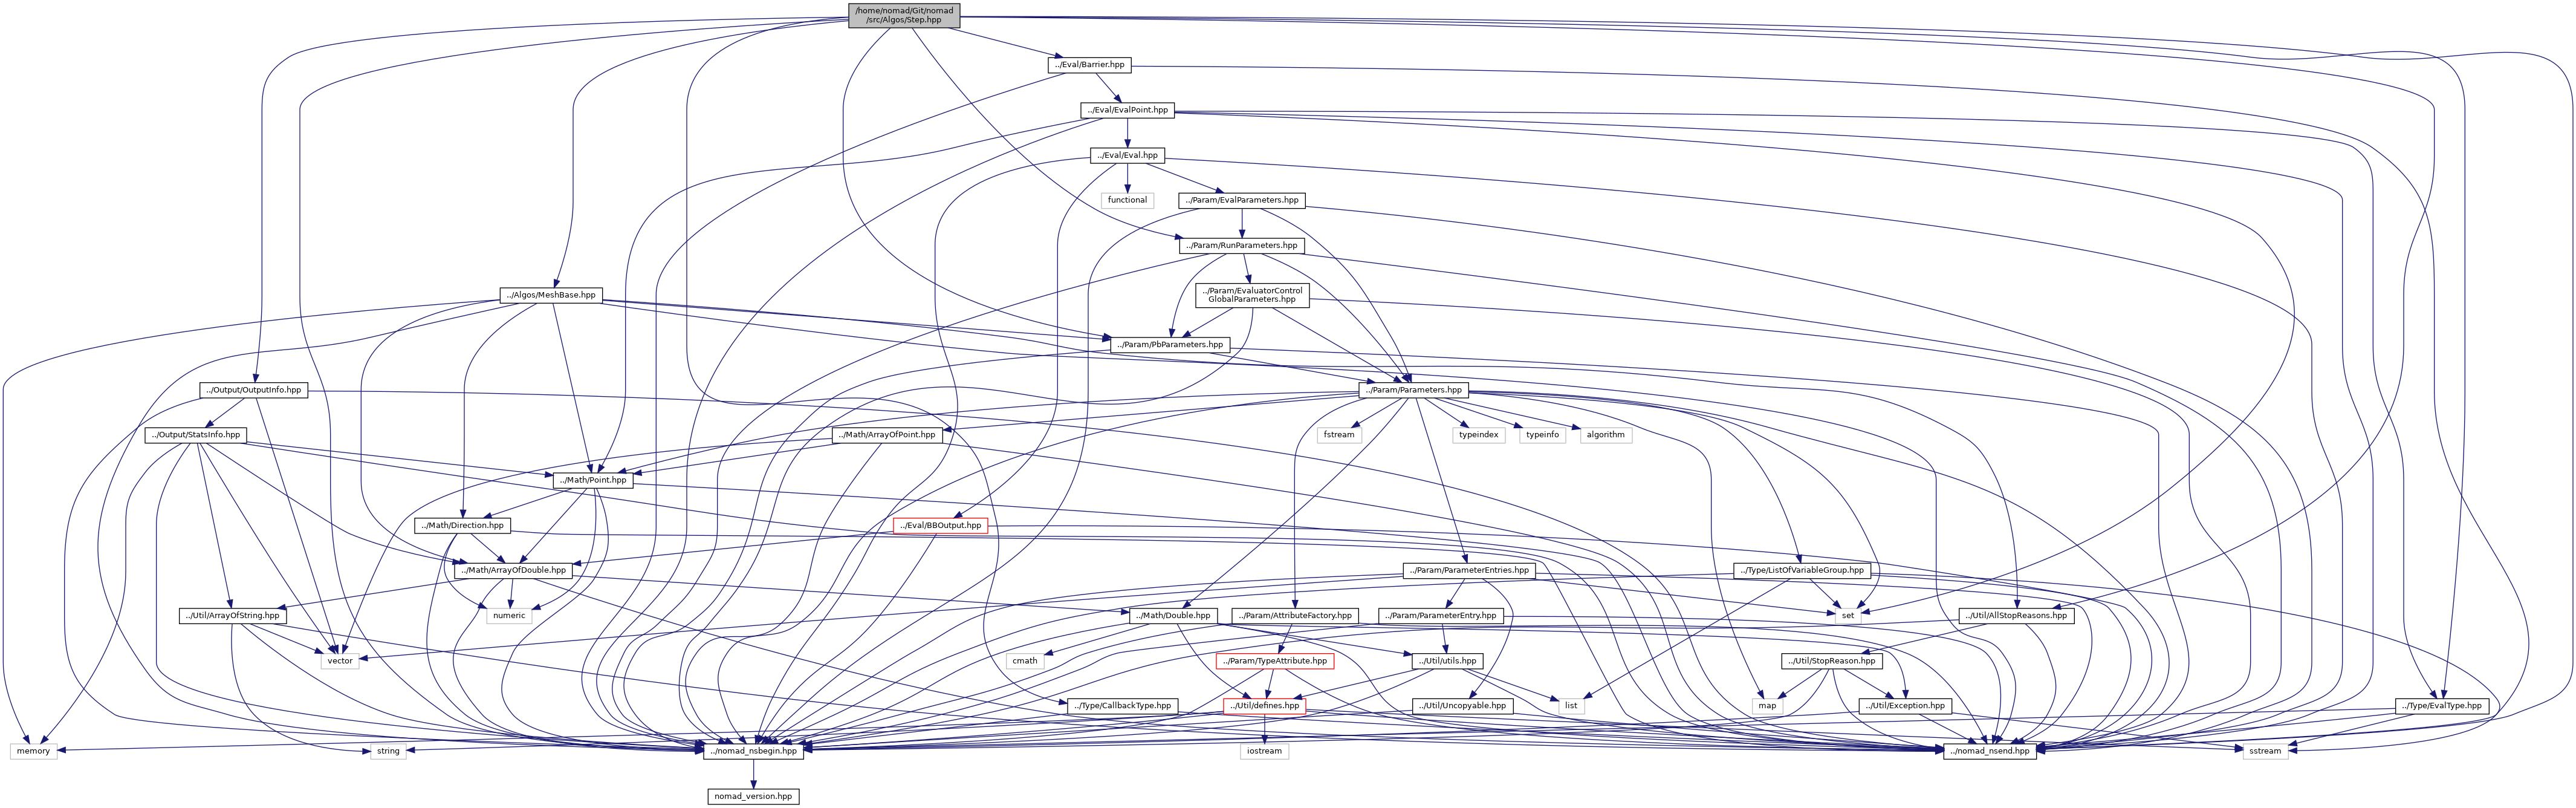 /home/nomad/Git/nomad
/src/Algos/Step.hpp
../Eval/Barrier.hpp
../Eval/EvalPoint.hpp
../Eval/Eval.hpp
functional
../Param/EvalParameters.hpp
../Param/RunParameters.hpp
../Algos/MeshBase.hpp
../Param/EvaluatorControl
GlobalParameters.hpp
../Param/PbParameters.hpp
../Output/OutputInfo.hpp
../Param/Parameters.hpp
../Output/StatsInfo.hpp
../Math/ArrayOfPoint.hpp
fstream
typeindex
typeinfo
algorithm
../Math/Point.hpp
../Math/Direction.hpp
../Eval/BBOutput.hpp
../Math/ArrayOfDouble.hpp
../Param/ParameterEntries.hpp
../Type/ListOfVariableGroup.hpp
../Util/ArrayOfString.hpp
numeric
../Math/Double.hpp
../Param/AttributeFactory.hpp
../Param/ParameterEntry.hpp
set
../Util/AllStopReasons.hpp
vector
cmath
../Param/TypeAttribute.hpp
../Util/utils.hpp
../Util/StopReason.hpp
../Type/CallbackType.hpp
../Util/defines.hpp
../Util/Uncopyable.hpp
list
map
../Util/Exception.hpp
../Type/EvalType.hpp
memory
string
../nomad_nsbegin.hpp
iostream
../nomad_nsend.hpp
sstream
nomad_version.hpp